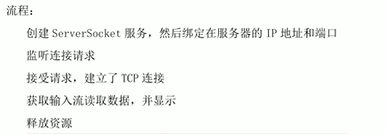 流程：
创建 ServerSocket 服务，然后绑定在服务器的 IP 地址和端口
监听连接请求
接受请求，建立了 TCP 连接
获取输入流读取数据，并显示
释放资源